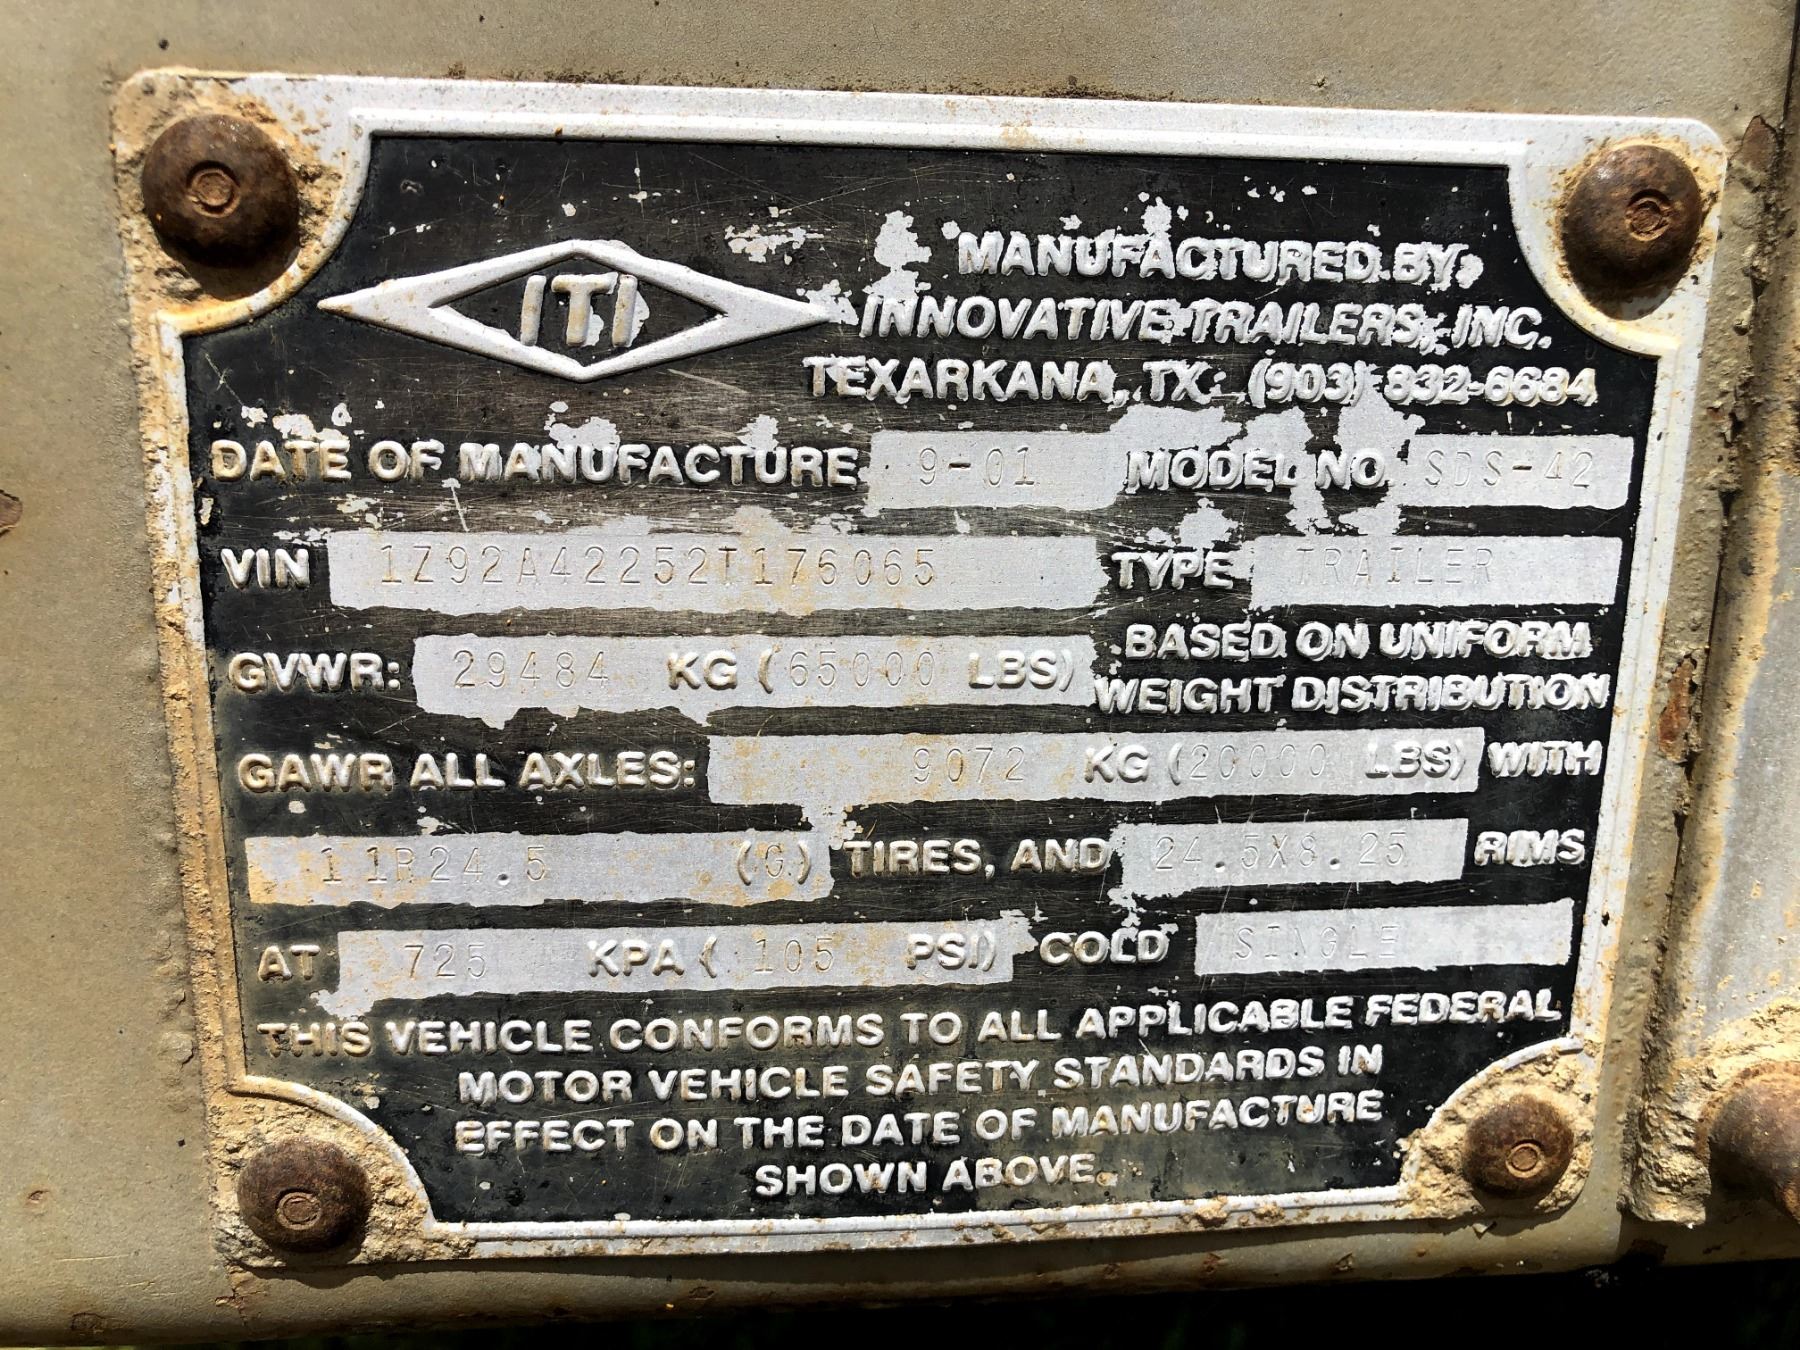 ITI
MANUFACTURED BY
INNOVATIVE TRAILERS, INC.
TEXARKANA, TX. (903) 832-6684
DATE OF MANUFACTURE 9-01 MODEL NO. SDS-42
VIN 1Z92A42252T176065 TYPE TRAILER
GVWR: 29484 KG (65000 LBS) BASED ON UNIFORM
WEIGHT DISTRIBUTION
GAWR ALL AXLES: 9072 KG (20000 LBS) WITH
11R24.5 (G) TIRES, AND 24.5X8.25 RIMS
AT 725 KPA (105 PSI) COLD SINGLE
THIS VEHICLE CONFORMS TO ALL APPLICABLE FEDERAL
MOTOR VEHICLE SAFETY STANDARDS IN
EFFECT ON THE DATE OF MANUFACTURE
SHOWN ABOVE.